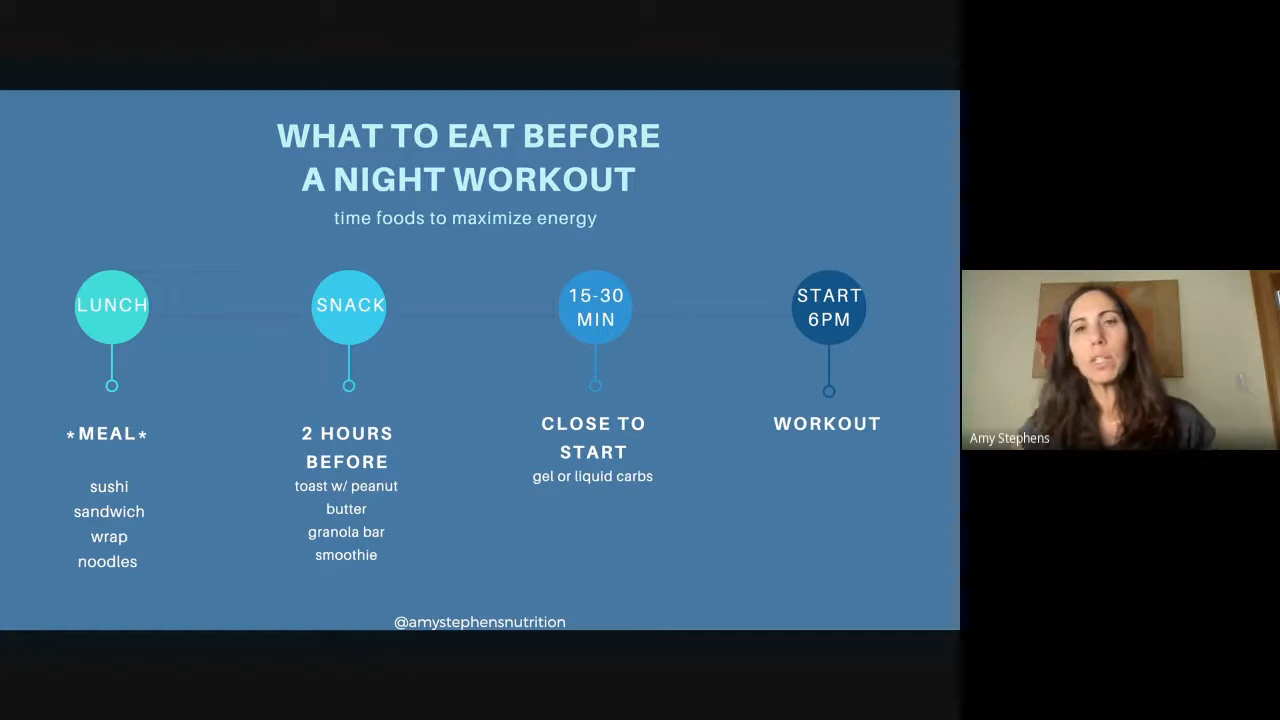 WHAT TO EAT BEFORE
A NIGHT WORKOUT
time foods to maximize energy
LUNCH
*MEAL*
sushi
sandwich
wrap
noodles
SNACK
2 HOURS
BEFORE
toast w/ peanut
butter
granola bar
smoothie
15-30
MIN
CLOSE TO
START
gel or liquid carbs
START
6PM
WORKOUT
@amystephensnutrition
Amy Stephens